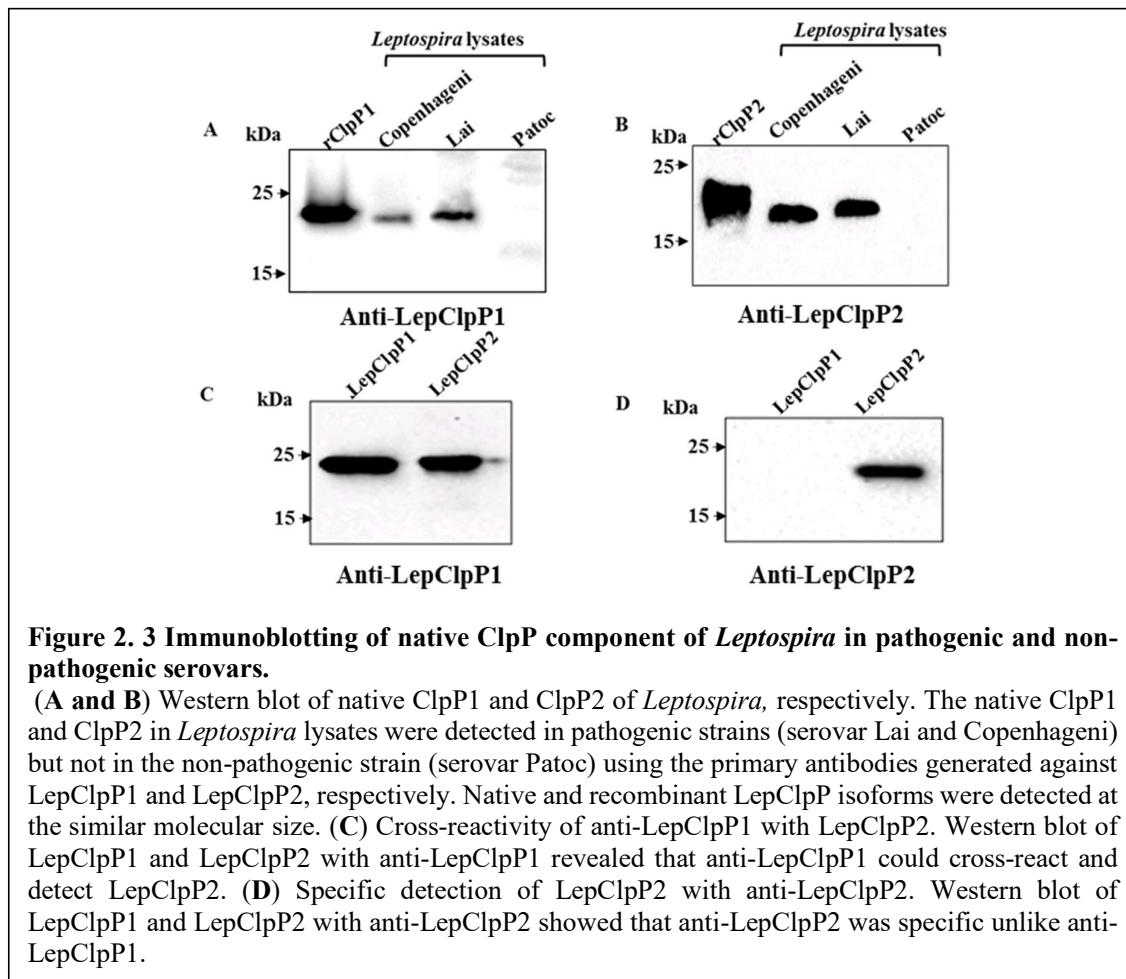 Leptospira lysates
Leptospira lysates
A
kDa
rClpP1
Copenhageni
Lai
Patoc
25
15
Anti-LepClpP1
B
kDa
rClpP2
Copenhageni
Lai
Patoc
25
15
Anti-LepClpP2
C
kDa
LepClpP1
LepClpP2
25
15
Anti-LepClpP1
D
kDa
LepClpP1
LepClpP2
25
15
Anti-LepClpP2
Figure 2. 3 Immunoblotting of native ClpP component of Leptospira in pathogenic and non-
pathogenic serovars.
(A and B) Western blot of native ClpP1 and ClpP2 of Leptospira, respectively. The native ClpP1
and ClpP2 in Leptospira lysates were detected in pathogenic strains (serovar Lai and Copenhageni)
but not in the non-pathogenic strain (serovar Patoc) using the primary antibodies generated against
LepClpP1 and LepClpP2, respectively. Native and recombinant LepClpP isoforms were detected at
the similar molecular size. (C) Cross-reactivity of anti-LepClpP1 with LepClpP2. Western blot of
LepClpP1 and LepClpP2 with anti-LepClpP1 revealed that anti-LepClpP1 could cross-react and
detect LepClpP2. (D) Specific detection of LepClpP2 with anti-LepClpP2. Western blot of
LepClpP1 and LepClpP2 with anti-LepClpP2 showed that anti-LepClpP2 was specific unlike anti-
LepClpP1.